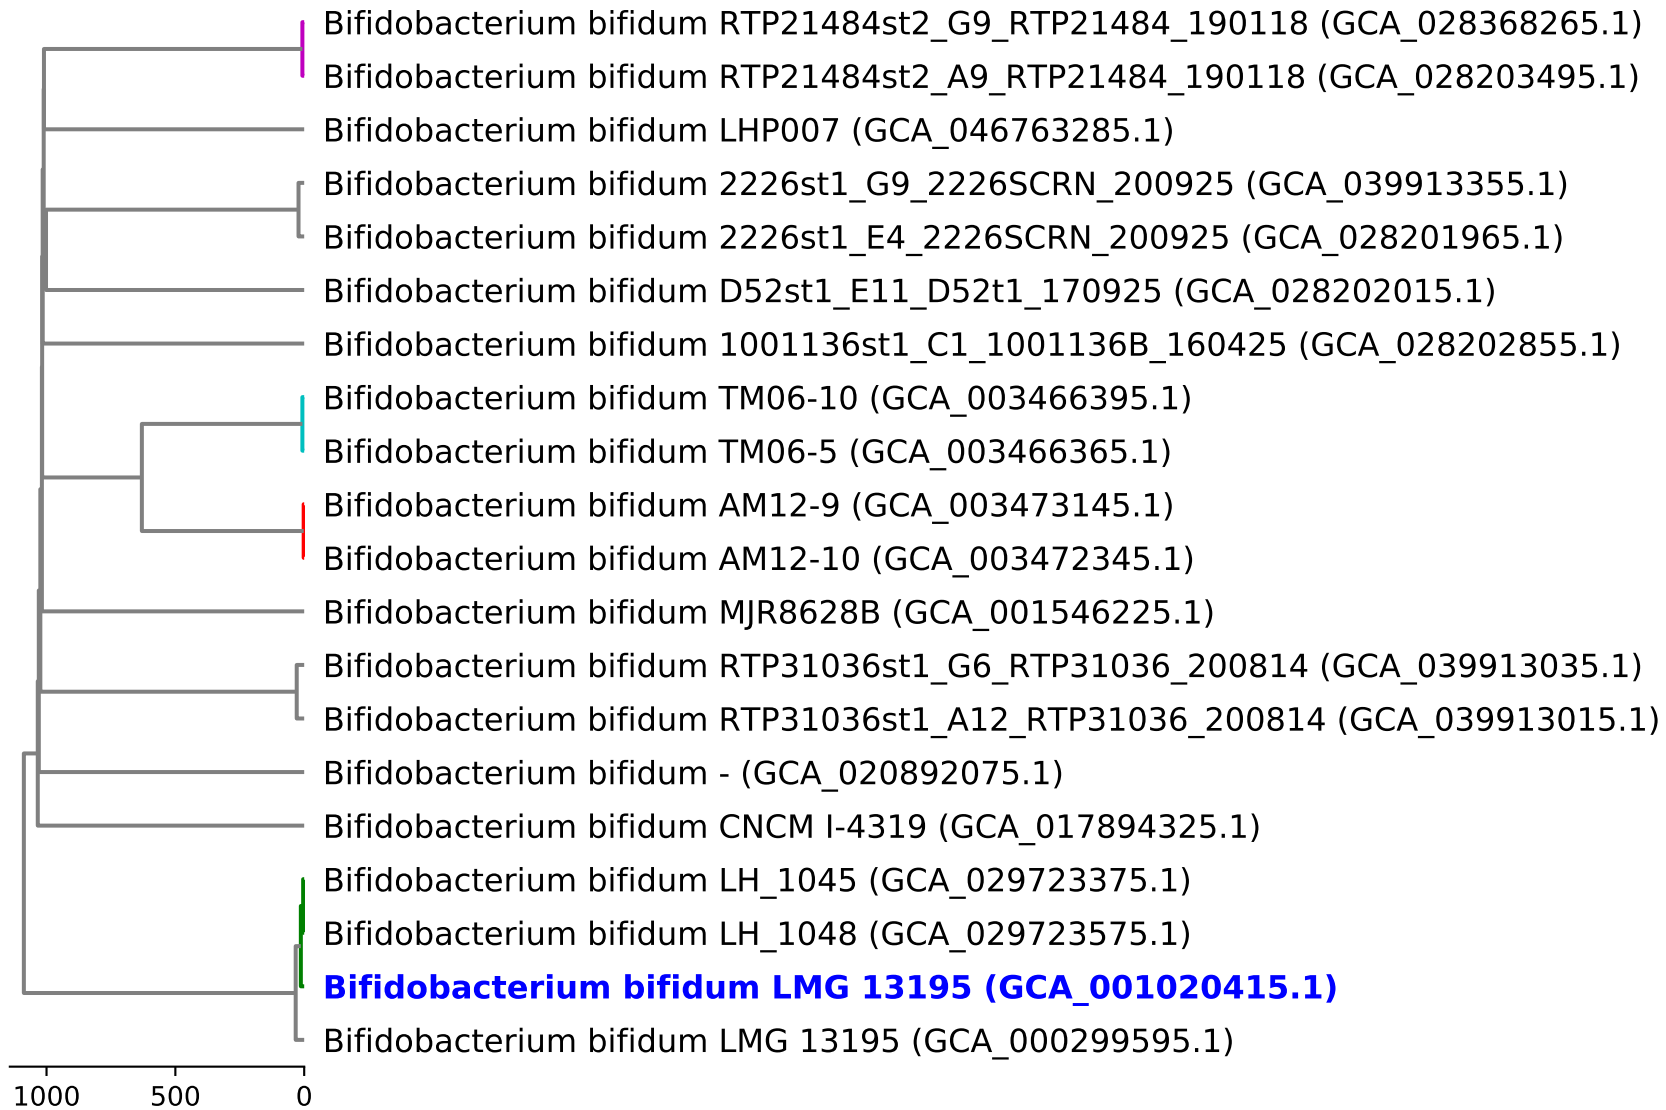 Bifidobacterium bifidum RTP21484st2_G9_RTP21484_190118 (GCA_028368265.1)
Bifidobacterium bifidum RTP21484st2_A9_RTP21484_190118 (GCA_028203495.1)
Bifidobacterium bifidum LHP007 (GCA_046763285.1)
Bifidobacterium bifidum 2226st1_G9_2226SCRN_200925 (GCA_039913355.1)
Bifidobacterium bifidum 2226st1_E4_2226SCRN_200925 (GCA_028201965.1)
Bifidobacterium bifidum D52st1_E11_D52t1_170925 (GCA_028202015.1)
Bifidobacterium bifidum 1001136st1_C1_1001136B_160425 (GCA_028202855.1)
Bifidobacterium bifidum TM06-10 (GCA_003466395.1)
Bifidobacterium bifidum TM06-5 (GCA_003466365.1)
Bifidobacterium bifidum AM12-9 (GCA_003473145.1)
Bifidobacterium bifidum AM12-10 (GCA_003472345.1)
Bifidobacterium bifidum MJR8628B (GCA_001546225.1)
Bifidobacterium bifidum RTP31036st1_G6_RTP31036_200814 (GCA_039913035.1)
Bifidobacterium bifidum RTP31036st1_A12_RTP31036_200814 (GCA_039913015.1)
Bifidobacterium bifidum - (GCA_020892075.1)
Bifidobacterium bifidum CNCM I-4319 (GCA_017894325.1)
Bifidobacterium bifidum LH_1045 (GCA_029723375.1)
Bifidobacterium bifidum LH_1048 (GCA_029723575.1)
Bifidobacterium bifidum LMG 13195 (GCA_001020415.1)
Bifidobacterium bifidum LMG 13195 (GCA_000299595.1)
1000 500 0